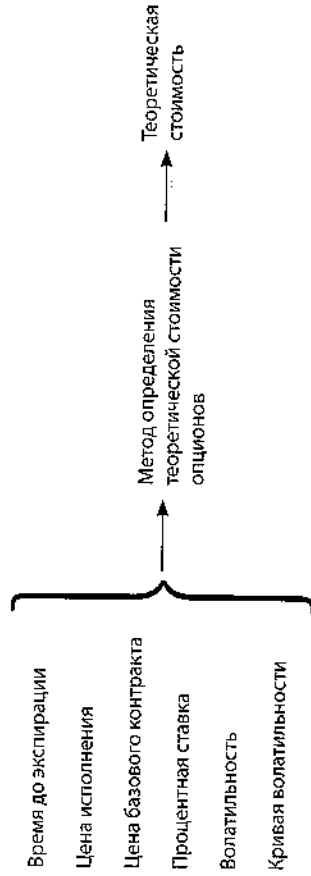 Время до экспирации
Цена исполнения
Цена базового контракта
Процентная ставка
Волатильность
Кривая волатильности
Метод определения
теоретической стоимости
опционов
Теоретическая
стоимость